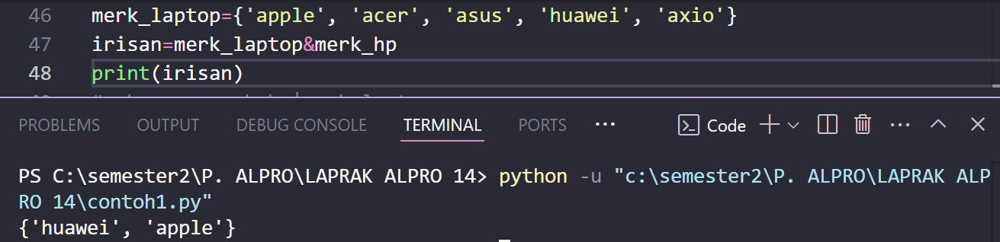 46 merk_laptop={'apple', 'acer', 'asus', 'huawei', 'axio'}
47 irisan=merk_laptop&merk_hp
48 print(irisan)
PROBLEMS OUTPUT DEBUG CONSOLE TERMINAL PORTS ··· Code ···
PS C:\semester2\P. ALPRO\LAPRAK ALPRO 14> python -u "c:\semester2\P. ALPRO\LAPRAK ALP
RO 14\contoh1.py"
{'huawei', 'apple'}